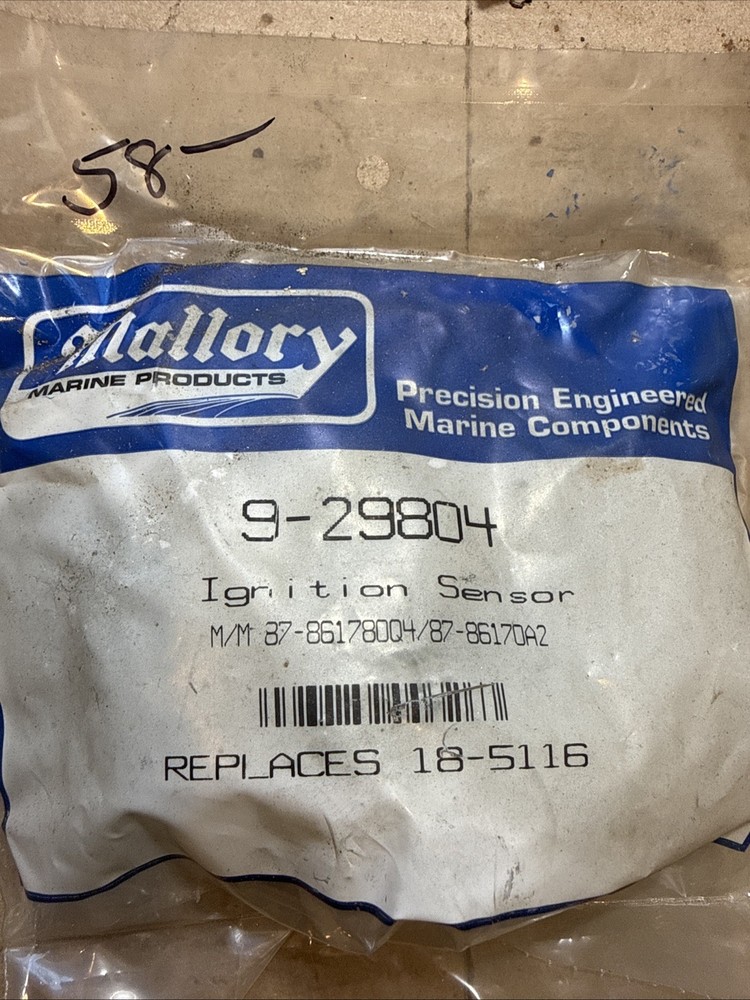 58-
Mallory
MARINE PRODUCTS
Precision Engineered
Marine Components
9-29804
Ignition Sensor
M/M 87-861780Q4/87-86170A2
REPLACES 18-5116